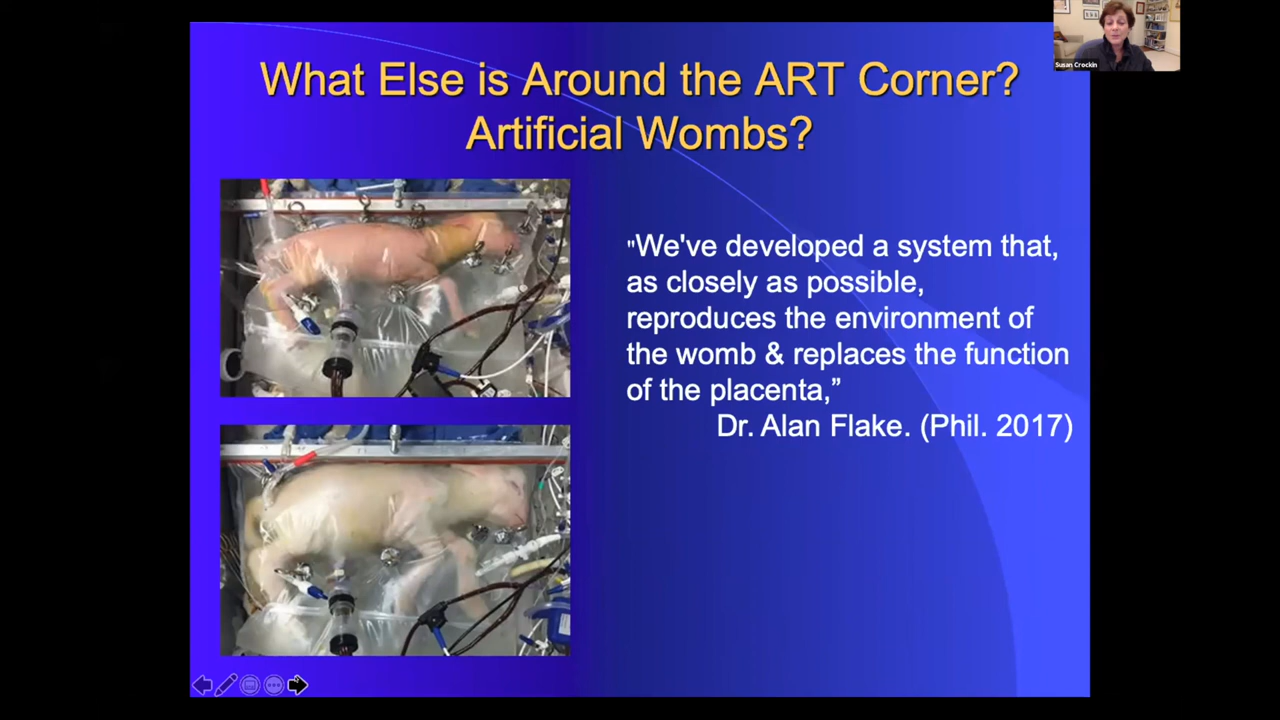 Susan Crockin
What Else is Around the ART Corner?
Artificial Wombs?
"We've developed a system that,
as closely as possible,
reproduces the environment of
the womb & replaces the function
of the placenta,”
Dr. Alan Flake. (Phil. 2017)